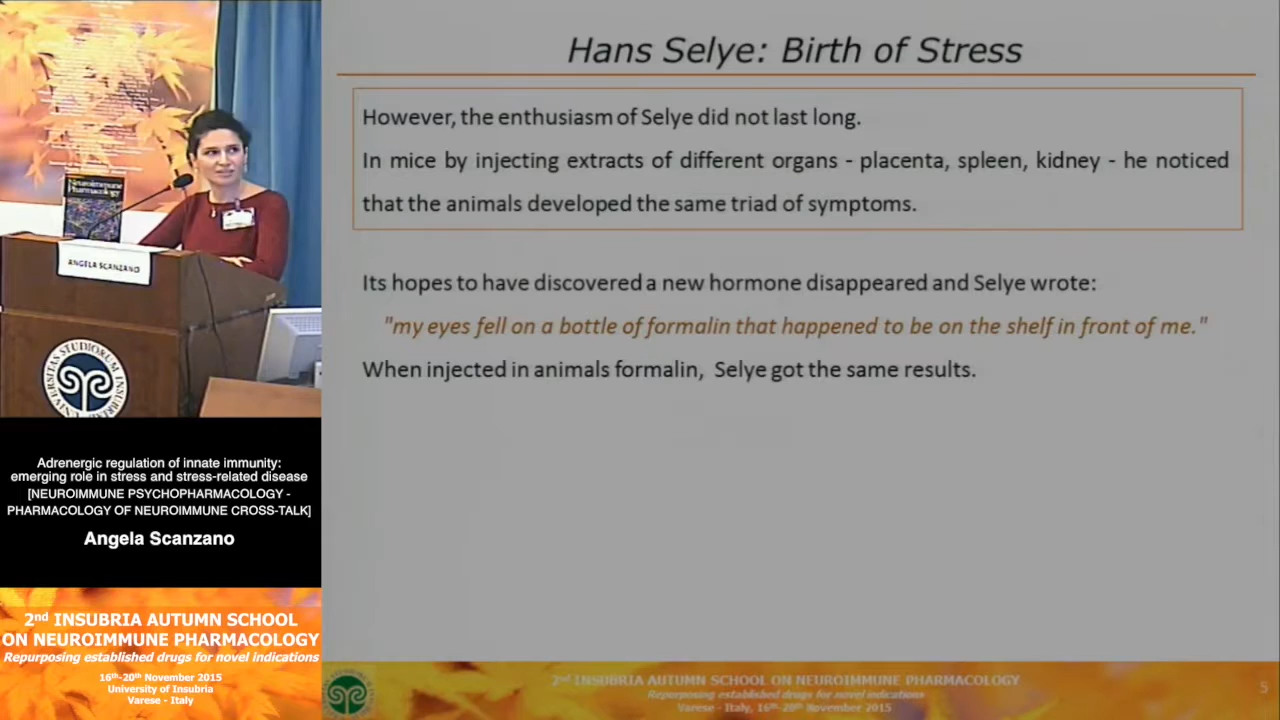 Neuroimmune
Pharmacology
ANGELA SCANZANO
Adrenergic regulation of innate immunity:
emerging role in stress and stress-related disease
[NEUROIMMUNE PSYCHOPHARMACOLOGY -
PHARMACOLOGY OF NEUROIMMUNE CROSS-TALK]
Angela Scanzano
2nd INSUBRIA AUTUMN SCHOOL
ON NEUROIMMUNE PHARMACOLOGY
Repurposing established drugs for novel indications
16th-20th November 2015
University of Insubria
Varese - Italy
Hans Selye: Birth of Stress
However, the enthusiasm of Selye did not last long.
In mice by injecting extracts of different organs - placenta, spleen, kidney - he noticed
that the animals developed the same triad of symptoms.
Its hopes to have discovered a new hormone disappeared and Selye wrote:
"my eyes fell on a bottle of formalin that happened to be on the shelf in front of me."
When injected in animals formalin, Selye got the same results.
2nd INSUBRIA AUTUMN SCHOOL ON NEUROIMMUNE PHARMACOLOGY
Repurposing established drugs for novel indications
Varese - Italy, 16th-20th November 2015
5